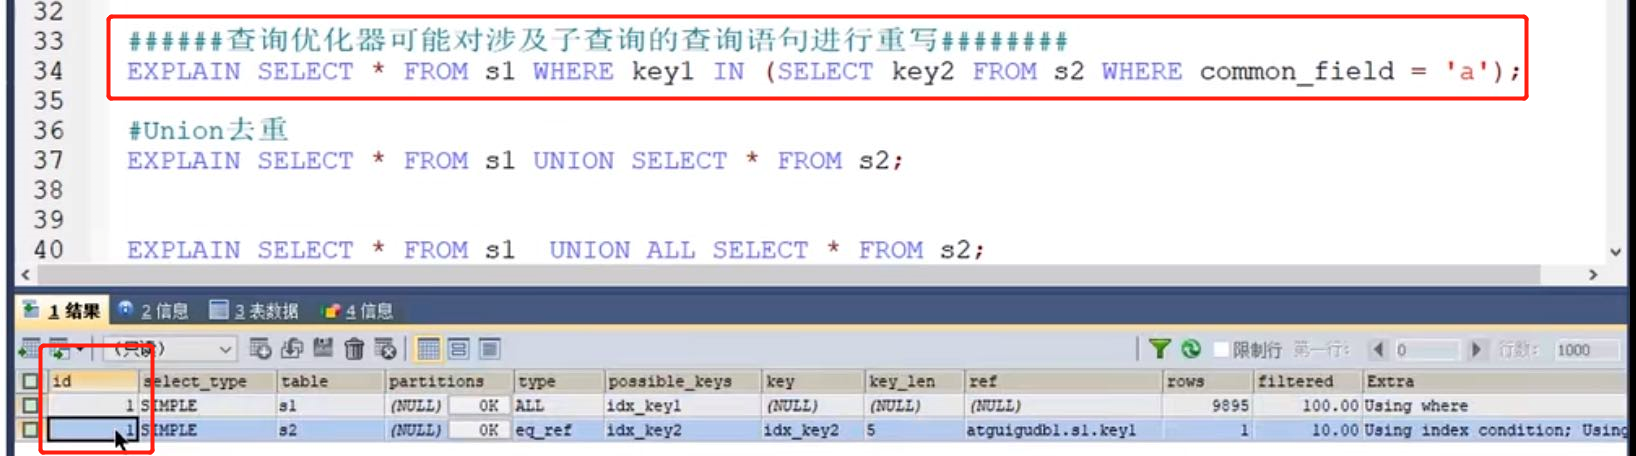 32
33 ######查询优化器可能对涉及子查询的查询语句进行重写########
34 EXPLAIN SELECT * FROM s1 WHERE key1 IN (SELECT key2 FROM s2 WHERE common_field = 'a');
35
36 #Union去重
37 EXPLAIN SELECT * FROM s1 UNION SELECT * FROM s2;
38
39
40 EXPLAIN SELECT * FROM s1  UNION ALL SELECT * FROM s2;
1 结果 2 信息 3 表数据 4 信息
(只读) 限制行 第一行: 0 行数: 1000
id select_type table partitions type possible_keys key key_len ref rows filtered Extra
1 SIMPLE s1 (NULL) 0K ALL idx_key1 (NULL) (NULL) (NULL) 9895 100.00 Using where
1 SIMPLE s2 (NULL) 0K eq_ref idx_key2 idx_key2 5 atguigudb1.s1.key1 1 10.00 Using index condition; Using